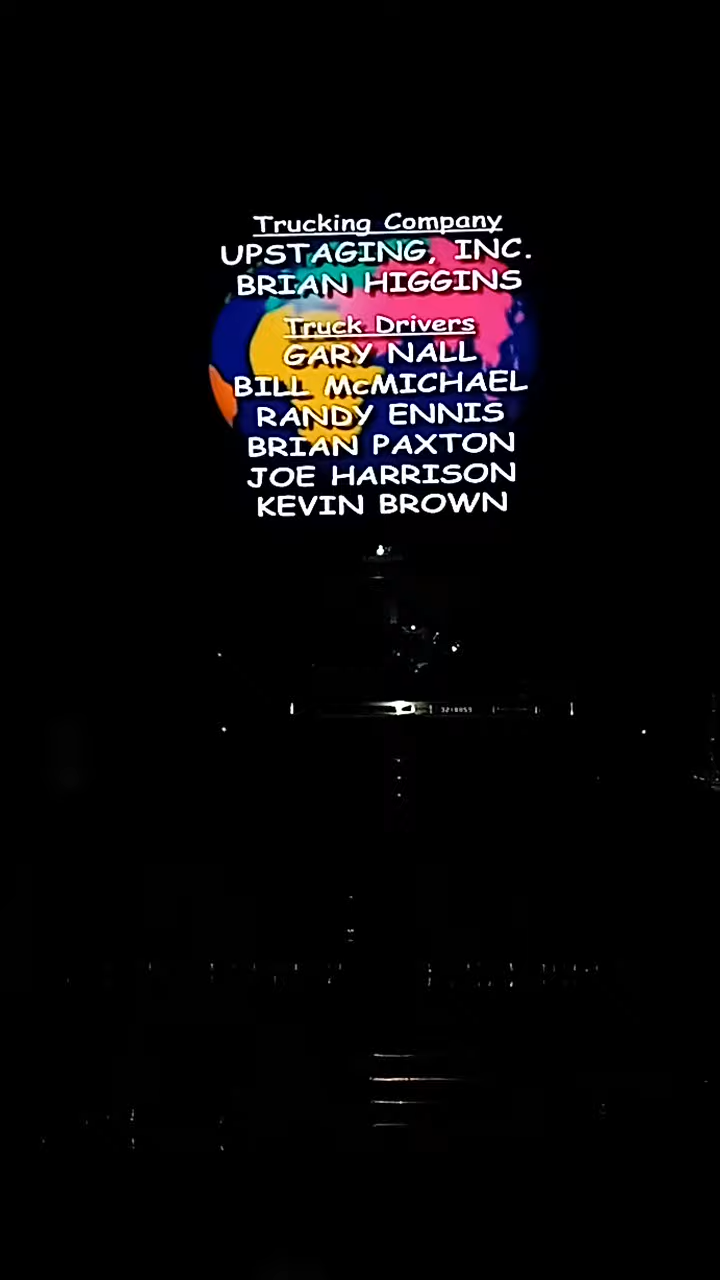 Trucking Company
UPSTAGING, INC.
BRIAN HIGGINS
Truck Drivers
GARY NALL
BILL McMICHAEL
RANDY ENNIS
BRIAN PAXTON
JOE HARRISON
KEVIN BROWN